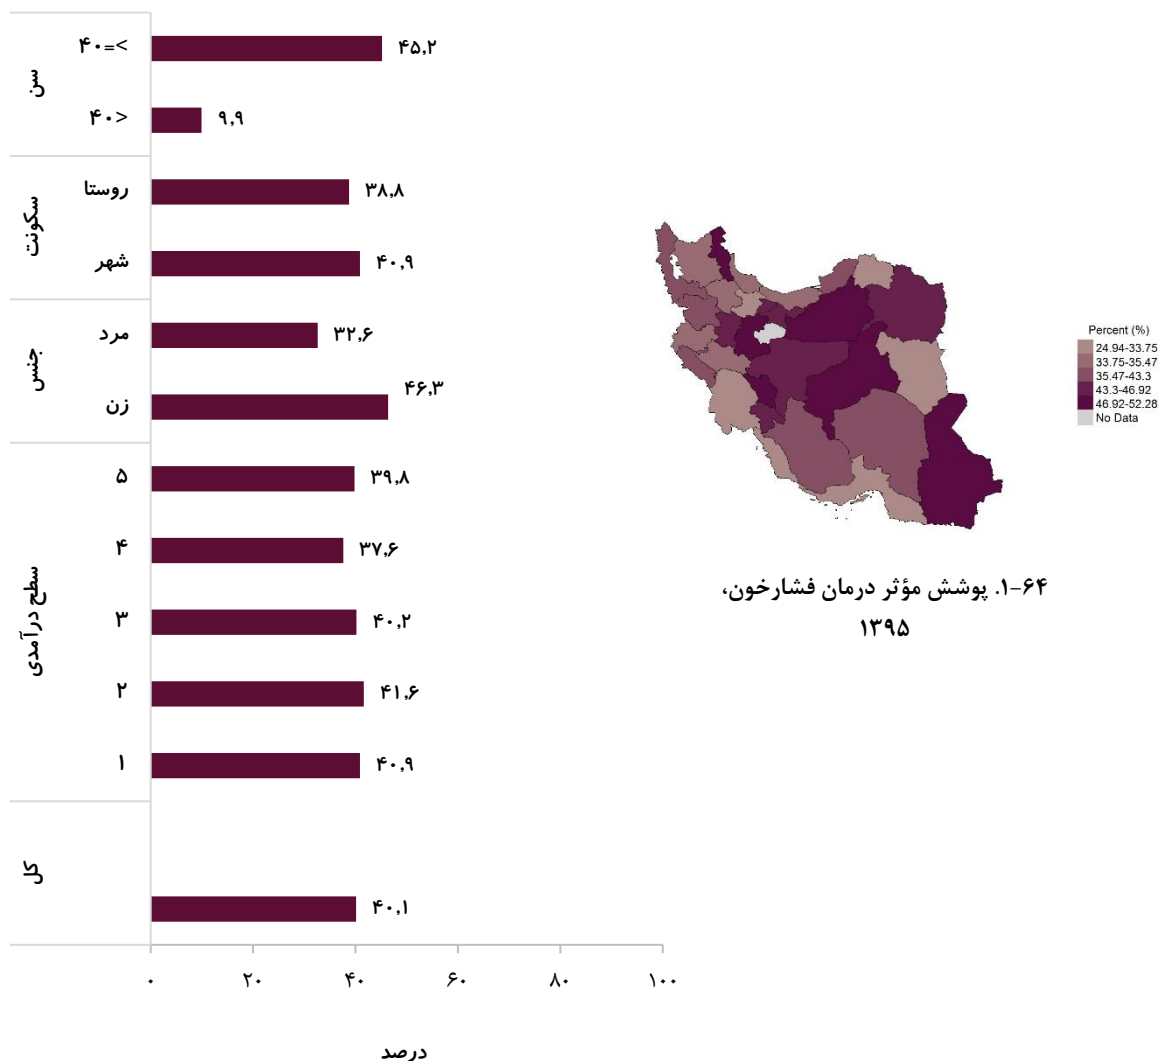 سن
۴۰=<
۴۵,۲
۴۰>
۹,۹
سکونت
روستا
۳۸,۸
شهر
۴۰,۹
جنس
مرد
۳۲,۶
زن
۴۶,۳
سطح درآمدی
۵
۳۹,۸
۴
۳۷,۶
۳
۴۰,۲
۲
۴۱,۶
۱
۴۰,۹
کل
۴۰,۱
۰ ۲۰ ۴۰ ۶۰ ۸۰ ۱۰۰
درصد
Percent (%)
24.94-33.75
33.75-35.47
35.47-43.3
43.3-46.92
46.92-52.28
No Data
۱-۶۴. پوشش مؤثر درمان فشارخون،
۱۳۹۵